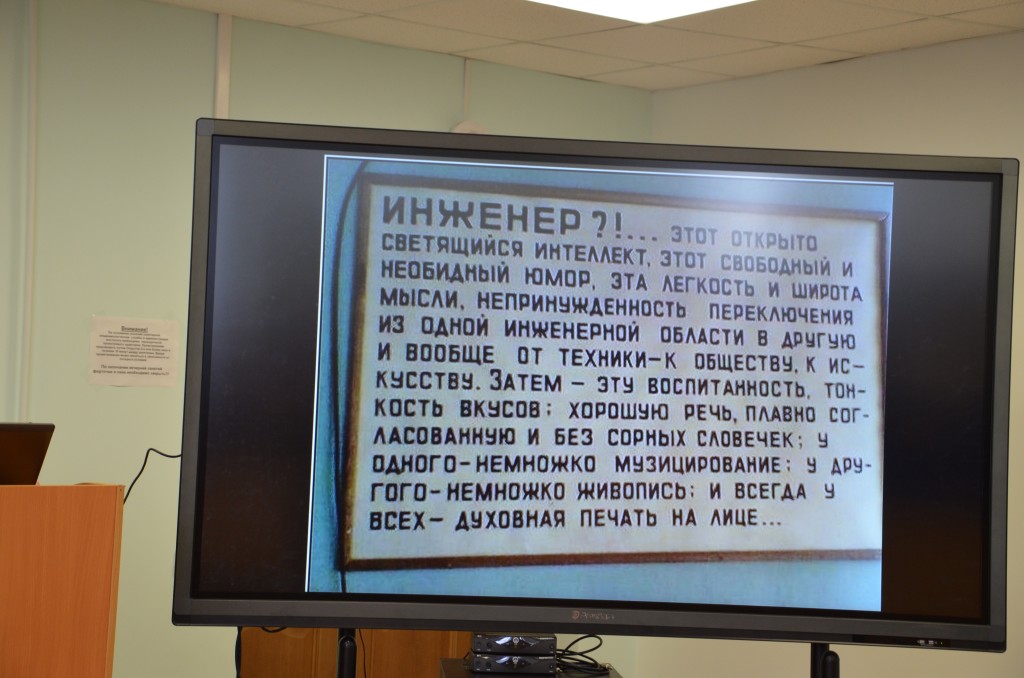 ИНЖЕНЕР?!... ЭТОТ ОТКРЫТО
СВЕТЯЩИЙСЯ ИНТЕЛЛЕКТ, ЭТОТ СВОБОДНЫЙ И
НЕОБИДНЫЙ ЮМОР, ЭТА ЛЕГКОСТЬ И ШИРОТА
МЫСЛИ, НЕПРИНУЖДЕННОСТЬ ПЕРЕКЛЮЧЕНИЯ
ИЗ ОДНОЙ ИНЖЕНЕРНОЙ ОБЛАСТИ В ДРУГУЮ
И ВООБЩЕ ОТ ТЕХНИКИ-К ОБЩЕСТВУ, К ИС-
КУССТВУ. ЗАТЕМ - ЭТУ ВОСПИТАННОСТЬ, ТОН-
КОСТЬ ВКУСОВ; ХОРОШУЮ РЕЧЬ, ПЛАВНО СОГ-
ЛАСОВАННУЮ И БЕЗ СОРНЫХ СЛОВЕЧЕК; У
ОДНОГО-НЕМНОЖКО МУЗИЦИРОВАНИЕ; У ДРУ-
ГОГО-НЕМНОЖКО ЖИВОПИСЬ; И ВСЕГДА У
ВСЕХ- ДУХОВНАЯ ПЕЧАТЬ НА ЛИЦЕ...
Внимание!